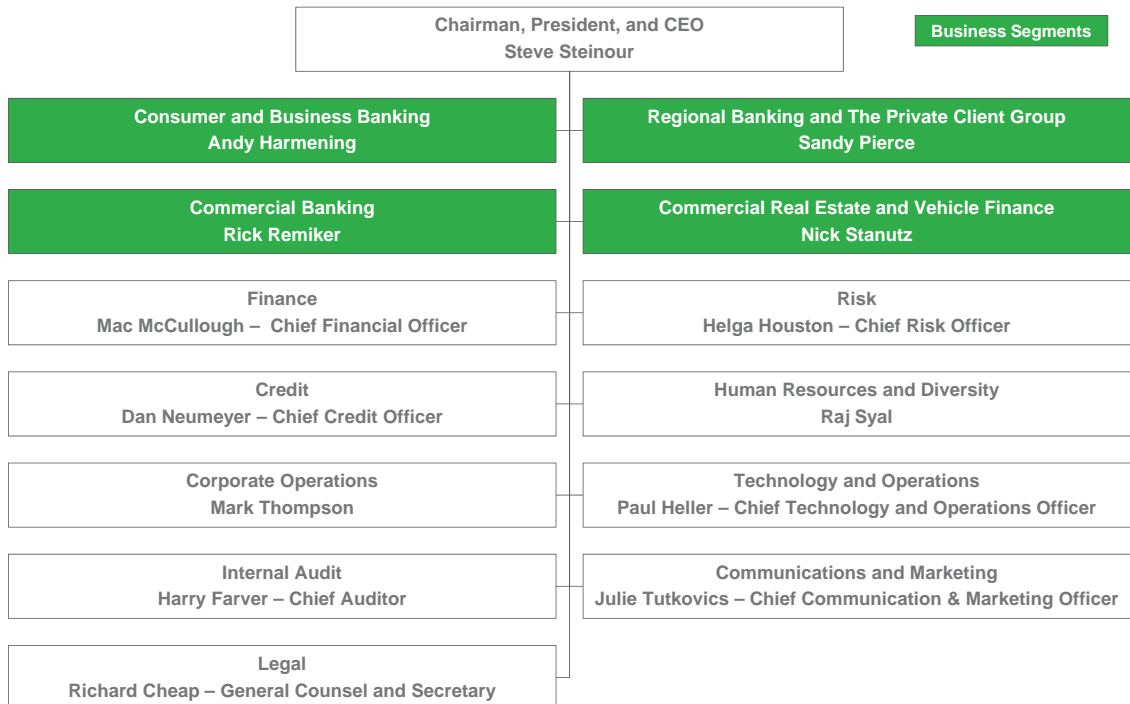 Chairman, President, and CEO
Steve Steinour
Business Segments
Consumer and Business Banking
Andy Harmening
Regional Banking and The Private Client Group
Sandy Pierce
Commercial Banking
Rick Remiker
Commercial Real Estate and Vehicle Finance
Nick Stanutz
Finance
Mac McCullough – Chief Financial Officer
Risk
Helga Houston – Chief Risk Officer
Credit
Dan Neumeyer – Chief Credit Officer
Human Resources and Diversity
Raj Syal
Corporate Operations
Mark Thompson
Technology and Operations
Paul Heller – Chief Technology and Operations Officer
Internal Audit
Harry Farver – Chief Auditor
Communications and Marketing
Julie Tutkovics – Chief Communication & Marketing Officer
Legal
Richard Cheap – General Counsel and Secretary